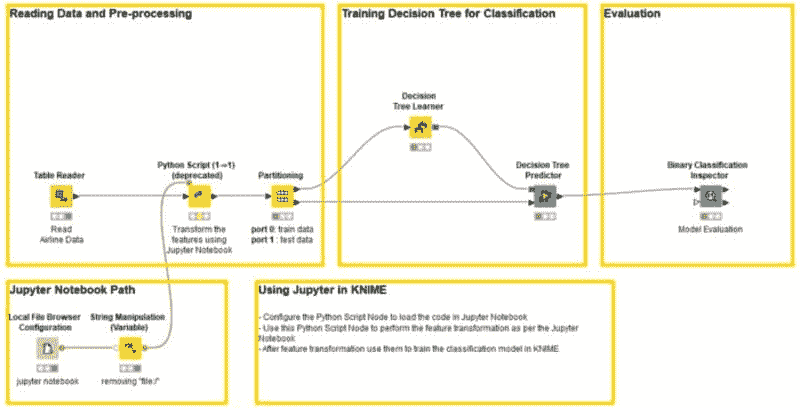 Reading Data and Pre-processing
Table Reader
Read
Airline Data
Python Script (1⇒1)
(deprecated)
Transform the
features using
Jupyter Notebook
Partitioning
port 0: train data
port 1 : test data
Training Decision Tree for Classification
Decision
Tree Learner
Decision Tree
Predictor
Evaluation
Binary Classification
Inspector
Model Evaluation
Jupyter Notebook Path
Local File Browser
Configuration
jupyter notebook
String Manipulation
(Variable)
removing "file:/"
Using Jupyter in KNIME
- Configure the Python Script Node to load the code in Jupyter Notebook
- Use this Python Script Node to perform the feature transformation as per the Jupyter
Notebook
- After feature transformation use them to train the classification model in KNIME